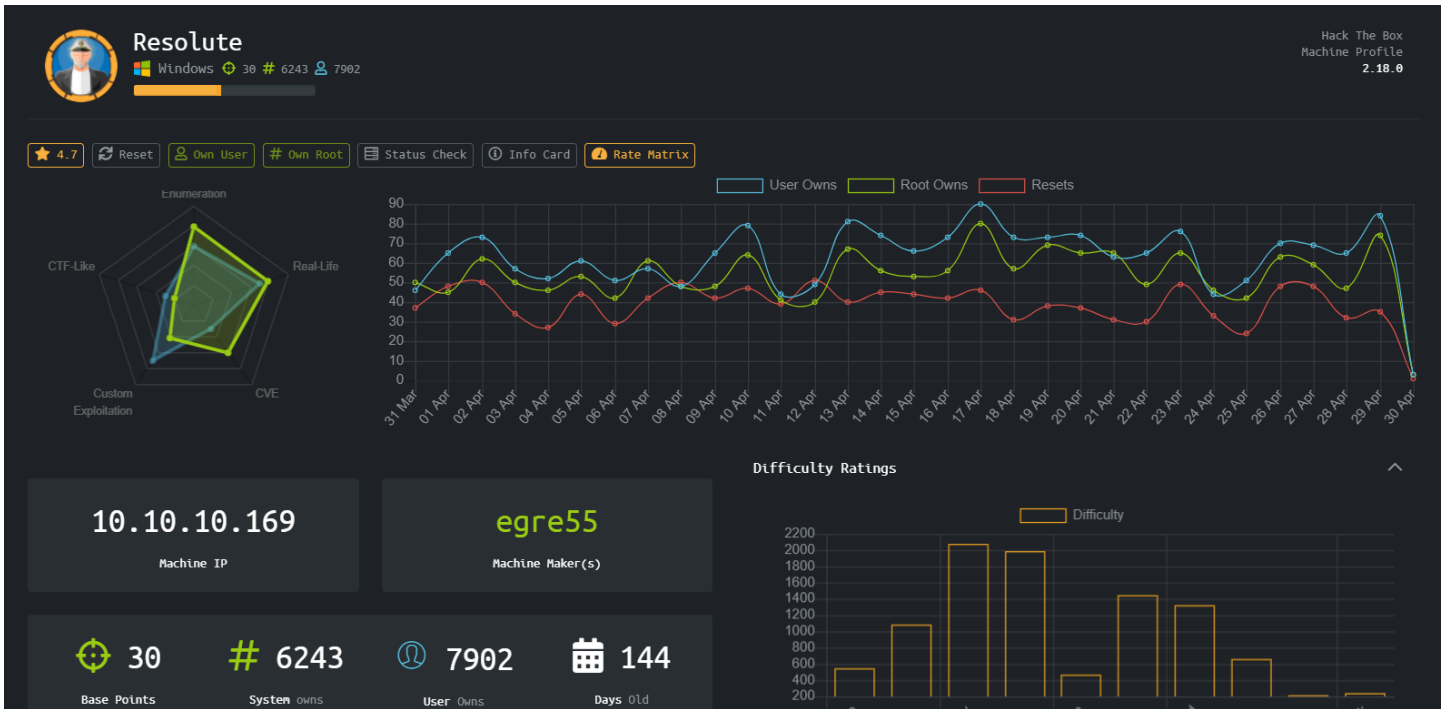 Resolute
Windows 30 # 6243 7902
Hack The Box
Machine Profile
2.18.0
4.7 Reset Own User # Own Root Status Check Info Card Rate Matrix
Enumeration
CTF-Like
Real-Life
Custom
Exploitation
CVE
User Owns Root Owns Resets
90
80
70
60
50
40
30
20
10
0
31 Mar 01 Apr 02 Apr 03 Apr 04 Apr 05 Apr 06 Apr 07 Apr 08 Apr 09 Apr 10 Apr 11 Apr 12 Apr 13 Apr 14 Apr 15 Apr 16 Apr 17 Apr 18 Apr 19 Apr 20 Apr 21 Apr 22 Apr 23 Apr 24 Apr 25 Apr 26 Apr 27 Apr 28 Apr 29 Apr 30 Apr
10.10.10.169
Machine IP
egre55
Machine Maker(s)
30
Base Points
# 6243
System owns
7902
User Owns
144
Days Old
Difficulty Ratings
Difficulty
2200
2000
1800
1600
1400
1200
1000
800
600
400
200